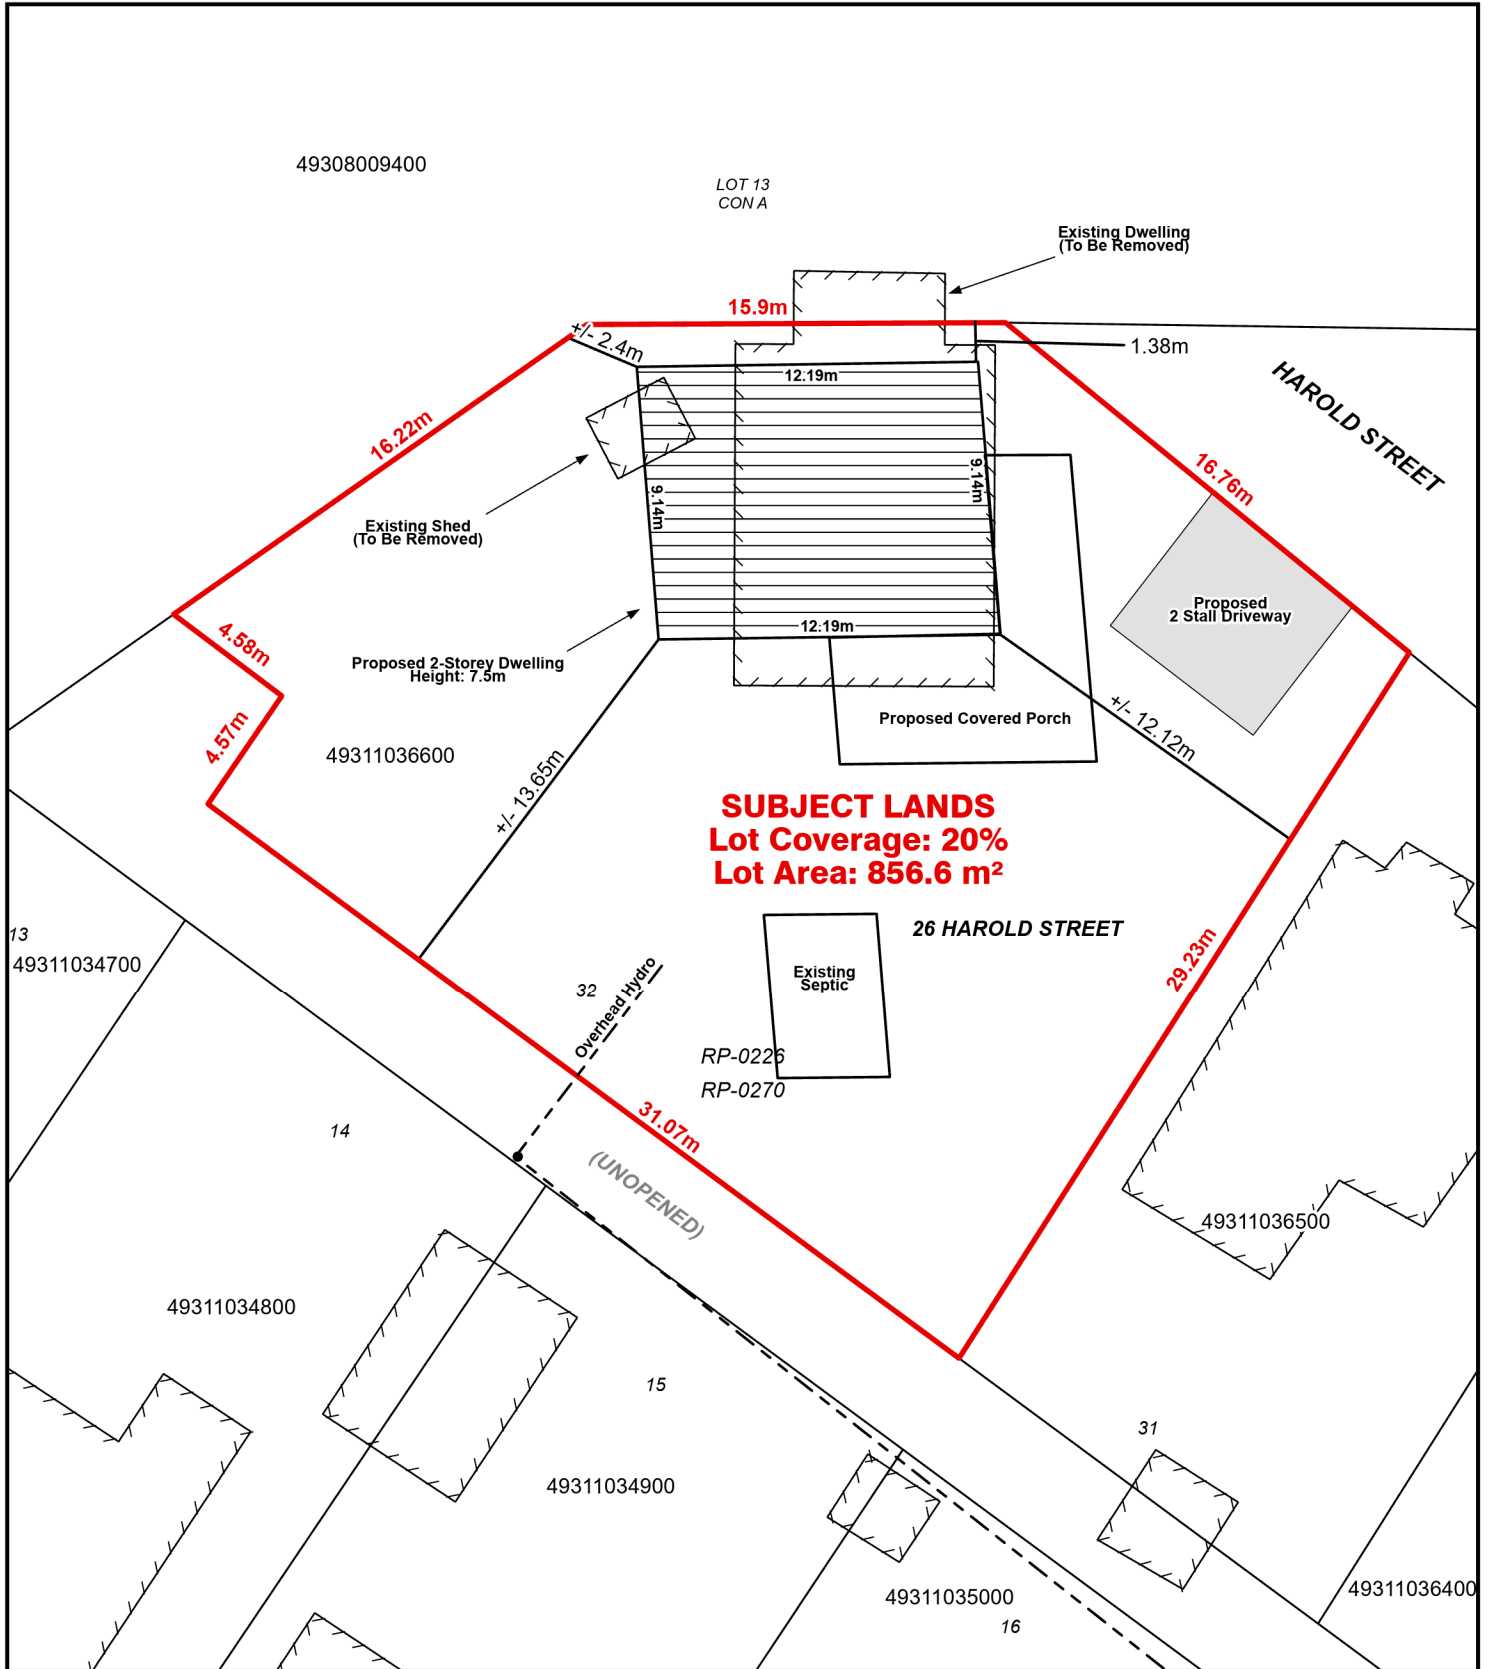 49308009400
LOT 13
CON A
Existing Dwelling
(To Be Removed)
15.9m
+/- 2.4m
1.38m
12.19m
HAROLD STREET
16.22m
16.76m
9.14m
9.14m
Existing Shed
(To Be Removed)
Proposed
2 Stall Driveway
12.19m
4.58m
Proposed 2-Storey Dwelling
Height: 7.5m
4.57m
49311036600
Proposed Covered Porch
+/- 12.12m
+/- 13.65m
SUBJECT LANDS
Lot Coverage: 20%
Lot Area: 856.6 m²
26 HAROLD STREET
13
49311034700
29.23m
Existing
Septic
32
Overhead Hydro
RP-0226
RP-0270
31.07m
14
(UNOPENED)
49311036500
49311034800
15
31
49311034900
49311035000
49311036400
16